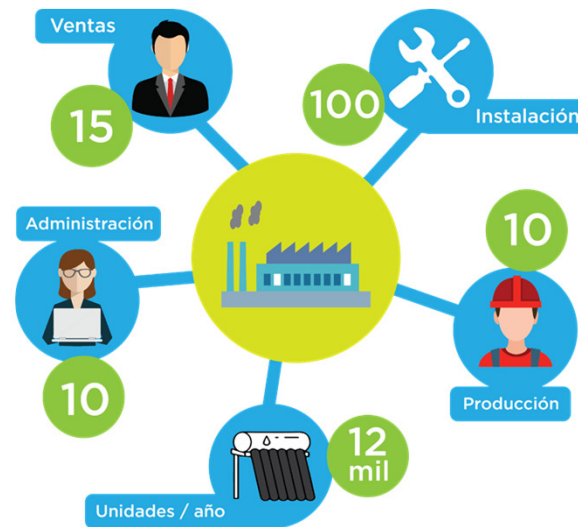 Ventas
15
100
Instalación
Administración
10
10
Producción
12
mil
Unidades / año